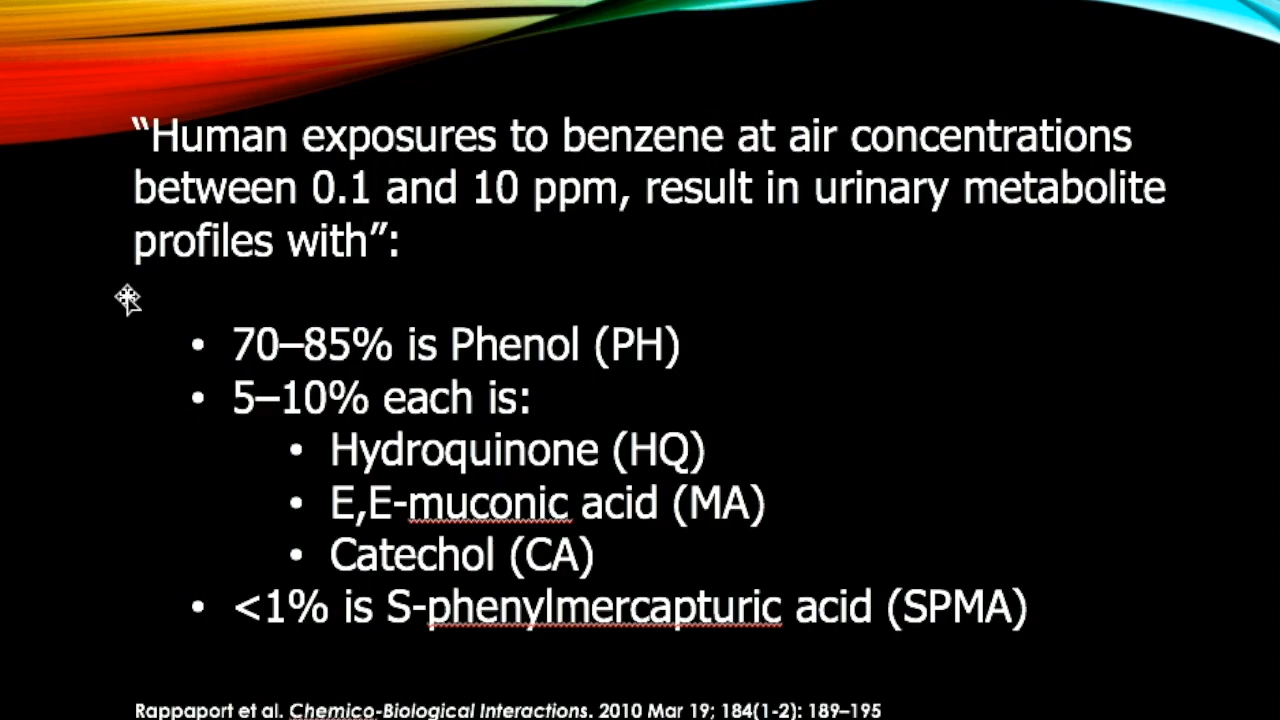 “Human exposures to benzene at air concentrations
between 0.1 and 10 ppm, result in urinary metabolite
profiles with”:
• 70–85% is Phenol (PH)
• 5–10% each is:
• Hydroquinone (HQ)
• E,E-muconic acid (MA)
• Catechol (CA)
• <1% is S-phenylmercapturic acid (SPMA)
Rappaport et al. Chemico-Biological Interactions. 2010 Mar 19; 184(1-2): 189–195